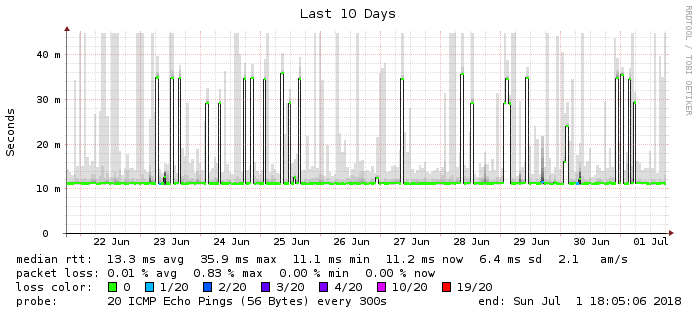 Last 10 Days
RRDTOOL / TOBI OETIKER
Seconds
40 m
30 m
20 m
10 m
0
22 Jun 23 Jun 24 Jun 25 Jun 26 Jun 27 Jun 28 Jun 29 Jun 30 Jun 01 Jul
median rtt: 13.3 ms avg 35.9 ms max 11.1 ms min 11.2 ms now 6.4 ms sd 2.1 am/s
packet loss: 0.01 % avg 0.83 % max 0.00 % min 0.00 % now
loss color: 0 1/20 2/20 3/20 4/20 10/20 19/20
probe: 20 ICMP Echo Pings (56 Bytes) every 300s end: Sun Jul 1 18:05:06 2018